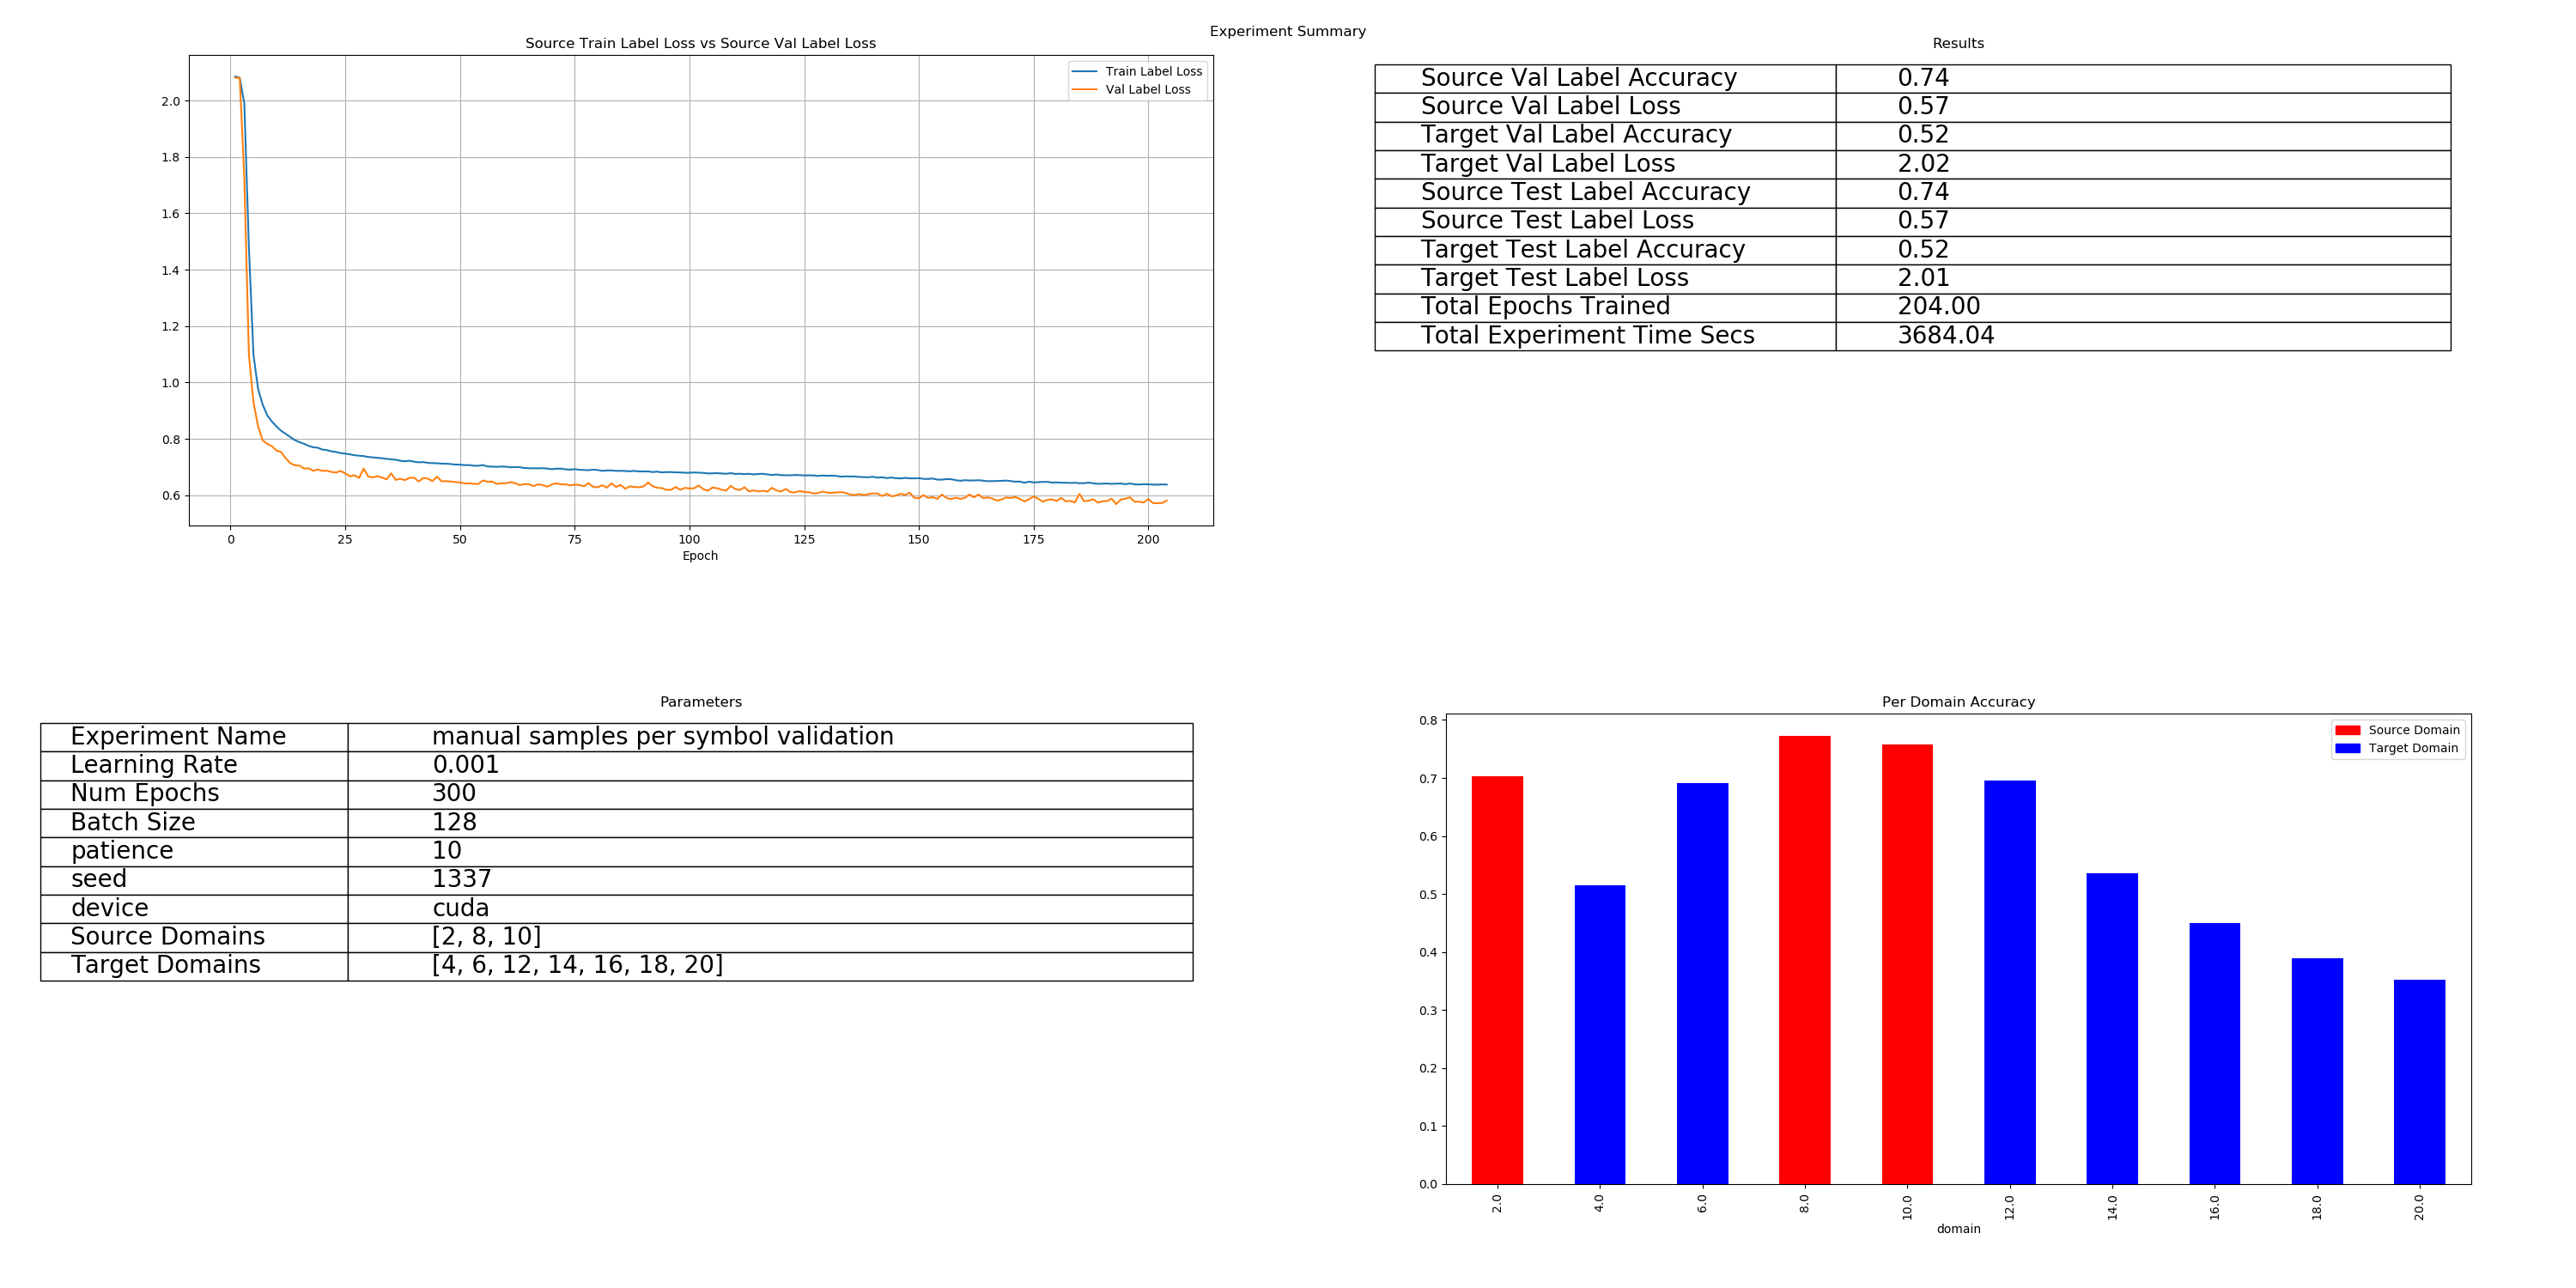 Experiment Summary
Source Train Label Loss vs Source Val Label Loss
Train Label Loss
Val Label Loss
2.0
1.8
1.6
1.4
1.2
1.0
0.8
0.6
0 25 50 75 100 125 150 175 200
Epoch
Results
Source Val Label Accuracy 0.74
Source Val Label Loss 0.57
Target Val Label Accuracy 0.52
Target Val Label Loss 2.02
Source Test Label Accuracy 0.74
Source Test Label Loss 0.57
Target Test Label Accuracy 0.52
Target Test Label Loss 2.01
Total Epochs Trained 204.00
Total Experiment Time Secs 3684.04
Parameters
Experiment Name manual samples per symbol validation
Learning Rate 0.001
Num Epochs 300
Batch Size 128
patience 10
seed 1337
device cuda
Source Domains [2, 8, 10]
Target Domains [4, 6, 12, 14, 16, 18, 20]
Per Domain Accuracy
Source Domain
Target Domain
0.8
0.7
0.6
0.5
0.4
0.3
0.2
0.1
0.0
2.0 4.0 6.0 8.0 10.0 12.0 14.0 16.0 18.0 20.0
domain